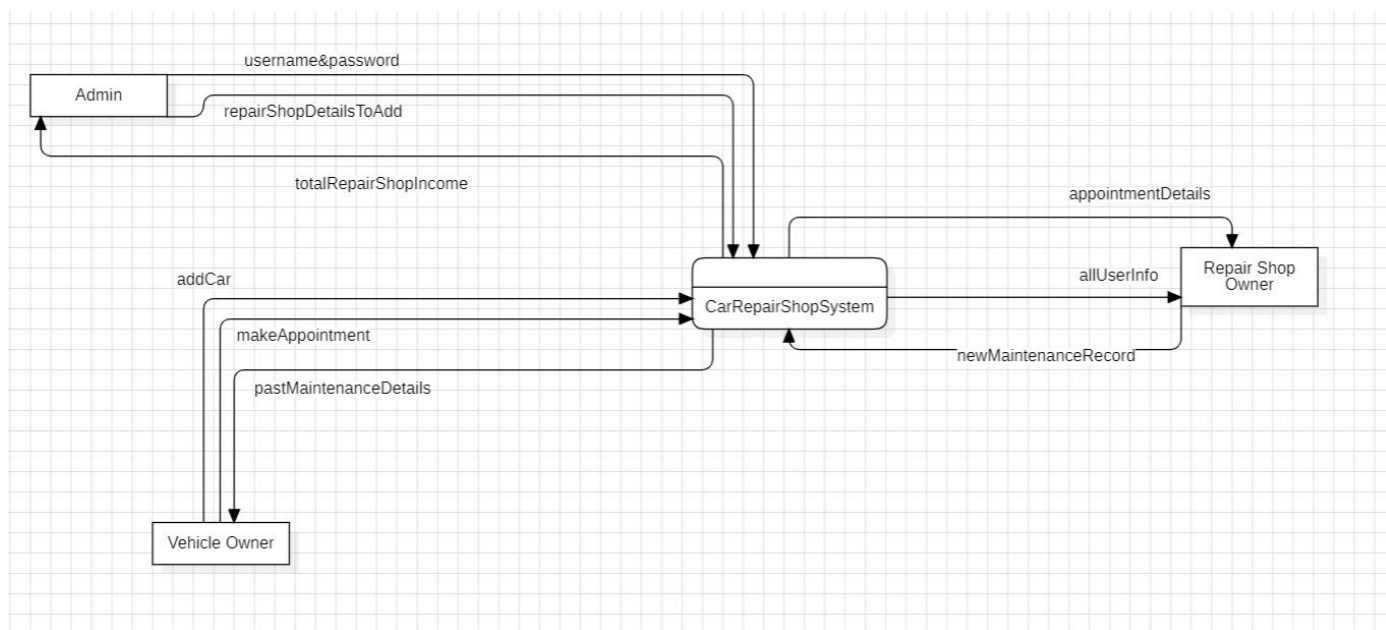 username&password
Admin
repairShopDetailsToAdd
totalRepairShopIncome
appointmentDetails
addCar
allUserInfo
Repair Shop
Owner
CarRepairShopSystem
makeAppointment
newMaintenanceRecord
pastMaintenanceDetails
Vehicle Owner